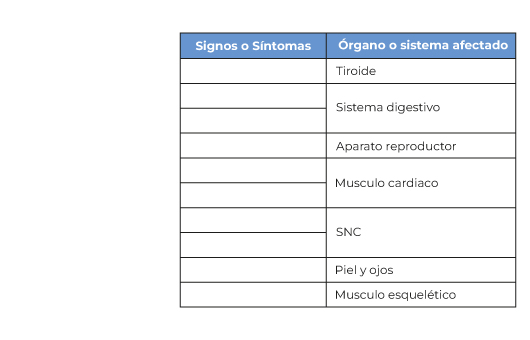 Signos o Síntomas Órgano o sistema afectado
Tiroide
Sistema digestivo
Aparato reproductor
Musculo cardiaco
SNC
Piel y ojos
Musculo esquelético